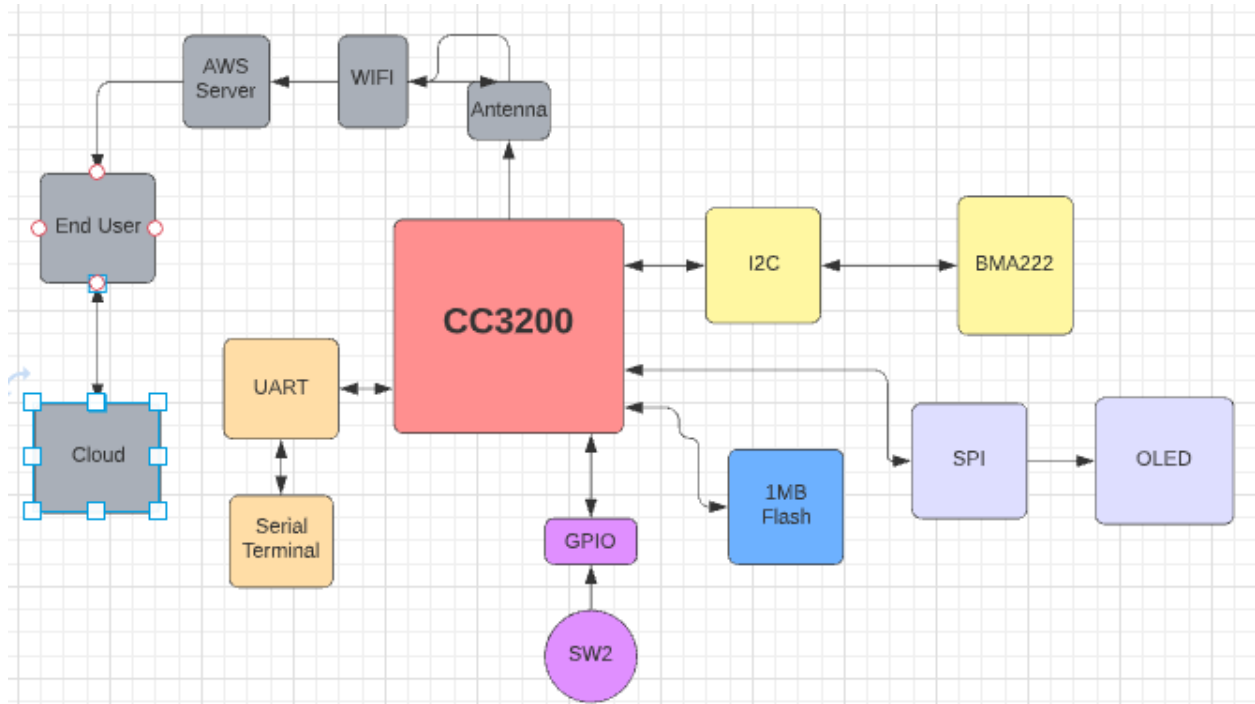 AWS
Server
WIFI
Antenna
End User
CC3200
I2C
BMA222
UART
Cloud
SPI
OLED
1MB
Flash
Serial
Terminal
GPIO
SW2